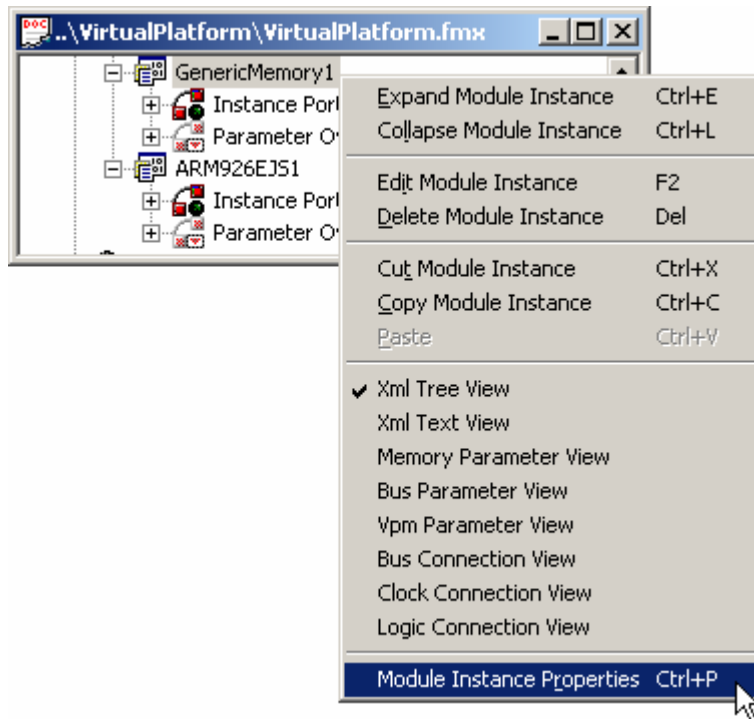 ..\VirtualPlatform\VirtualPlatform.fmx
GenericMemory1
Instance Por
Parameter O
ARM926EJS1
Instance Por
Parameter O
Expand Module Instance Ctrl+E
Collapse Module Instance Ctrl+L
Edit Module Instance F2
Delete Module Instance Del
Cut Module Instance Ctrl+X
Copy Module Instance Ctrl+C
Paste Ctrl+V
Xml Tree View
Xml Text View
Memory Parameter View
Bus Parameter View
Vpm Parameter View
Bus Connection View
Clock Connection View
Logic Connection View
Module Instance Properties Ctrl+P